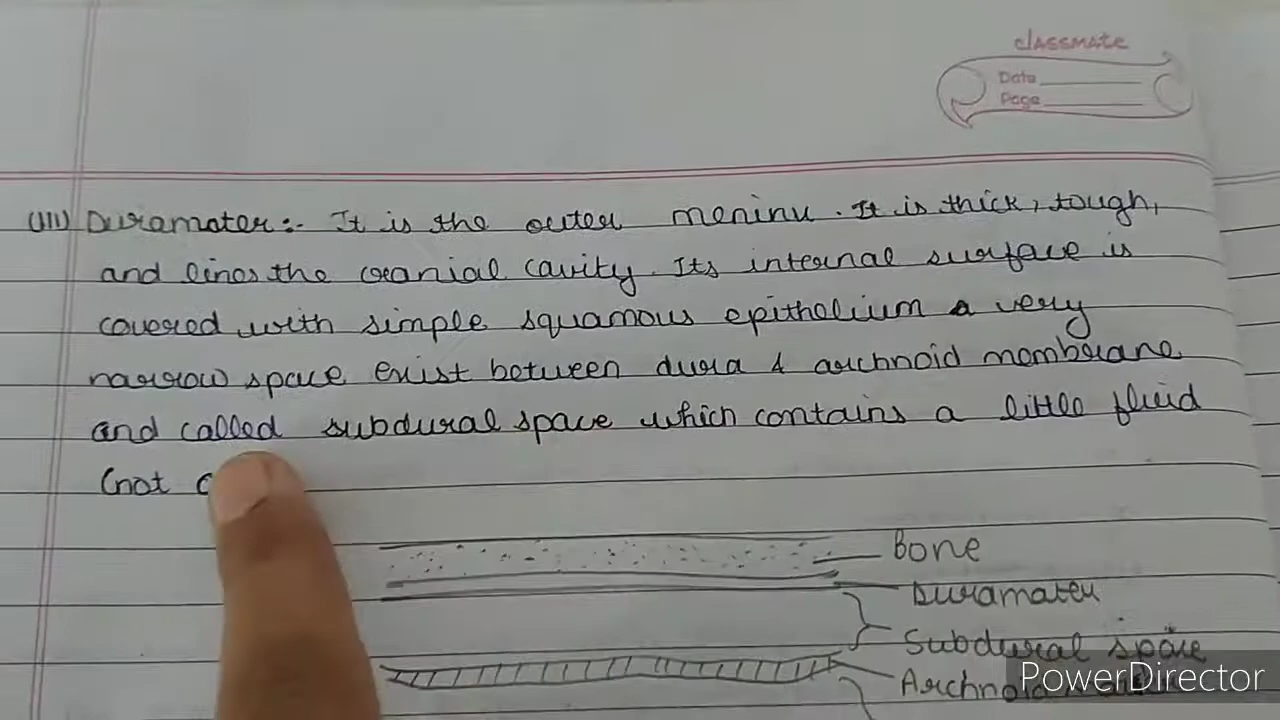 classmate
Date
Page
(III) Duramater:- It is the outer meninx. It is thick, tough,
and lines the cranial cavity. Its internal surface is
covered with simple squamous epithelium a very
narrow space exist between dura & archnoid membrane
and called subdural space which contains a little fluid
(not
Bone
Duramater
Subdural space
Archnoid
PowerDirector